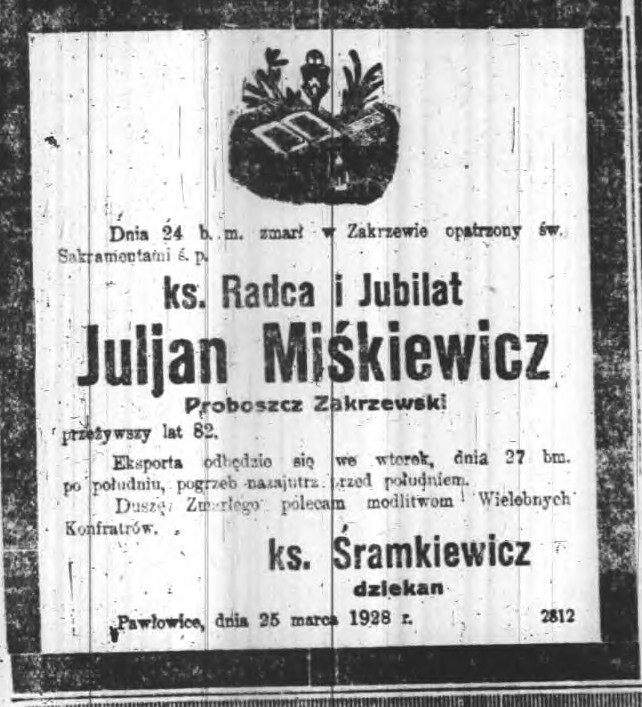 Dnia 24 b. m. zmarł w Zakrzewie opatrzony św.
Sakramentami ś. p.
ks. Radca i Jubilat
Juljan Miśkiewicz
Proboszcz Zakrzewski
przeżywszy lat 82.
Eksporta odbędzie się we wtorek, dnia 27 bm.
po południu, pogrzeb nazajutrz przed południem.
Duszę Zmarłego polecam modlitwom Wielebnych
Konfratrów.
ks. Śramkiewicz
dziekan
Pawłowice, dnia 25 marca 1928 r. 2812